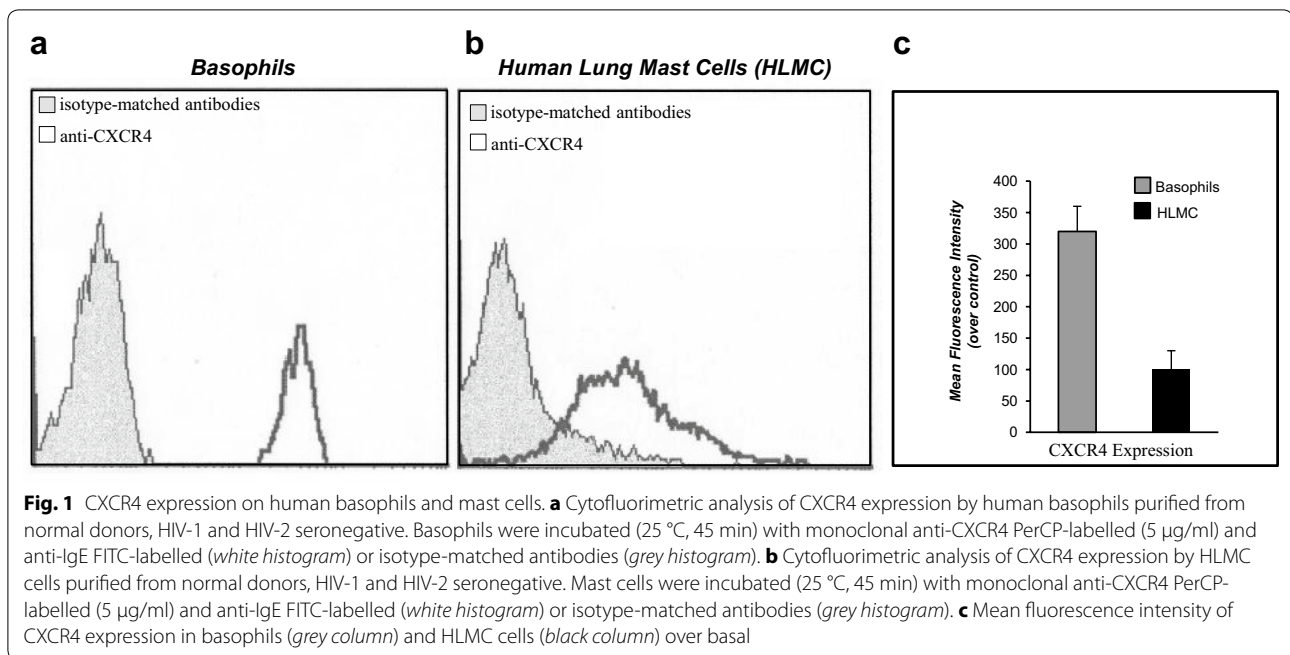 a
Basophils
isotype-matched antibodies
anti-CXCR4
b
Human Lung Mast Cells (HLMC)
isotype-matched antibodies
anti-CXCR4
c
Mean Fluorescence Intensity
(over control)
400
350
300
250
200
150
100
50
0
Basophils
HLMC
CXCR4 Expression
Fig. 1 CXCR4 expression on human basophils and mast cells. a Cytofluorimetric analysis of CXCR4 expression by human basophils purified from
normal donors, HIV-1 and HIV-2 seronegative. Basophils were incubated (25 °C, 45 min) with monoclonal anti-CXCR4 PerCP-labelled (5 µg/ml) and
anti-IgE FITC-labelled (white histogram) or isotype-matched antibodies (grey histogram). b Cytofluorimetric analysis of CXCR4 expression by HLMC
cells purified from normal donors, HIV-1 and HIV-2 seronegative. Mast cells were incubated (25 °C, 45 min) with monoclonal anti-CXCR4 PerCP-
labelled (5 µg/ml) and anti-IgE FITC-labelled (white histogram) or isotype-matched antibodies (grey histogram). c Mean fluorescence intensity of
CXCR4 expression in basophils (grey column) and HLMC cells (black column) over basal